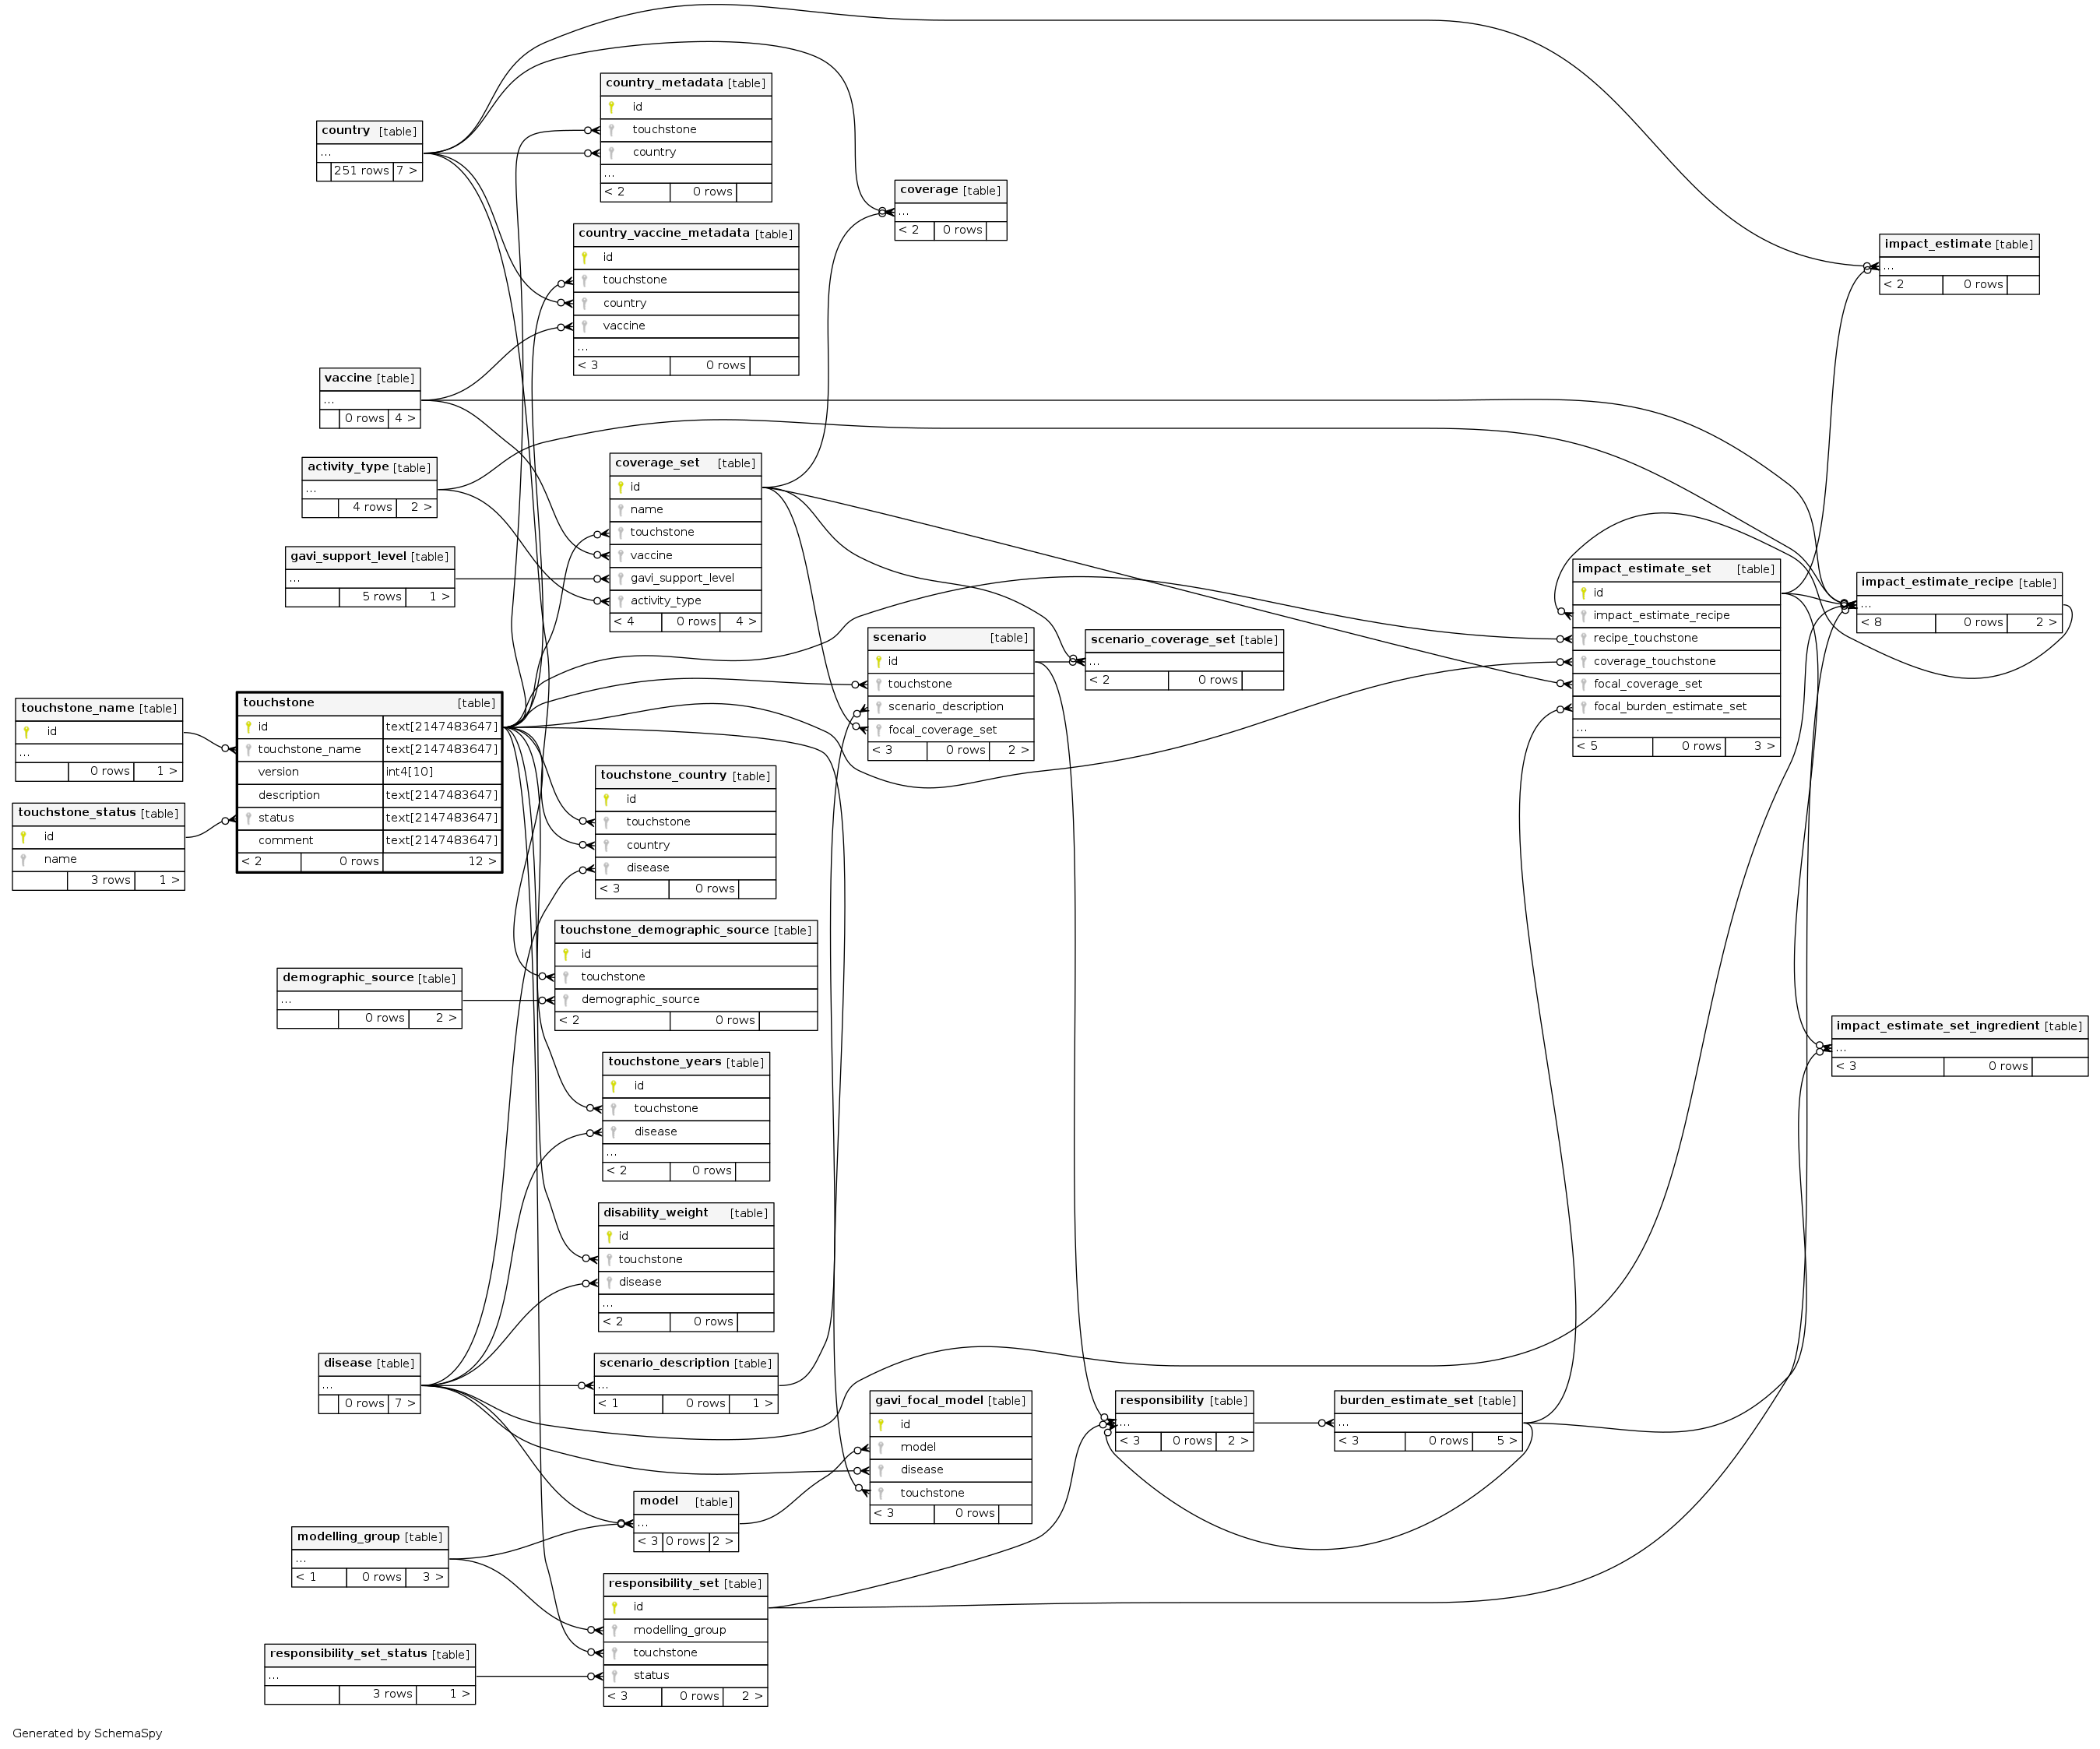 country_metadata [table]
id
touchstone
country
...
< 2 0 rows
country [table]
...
251 rows 7 >
coverage [table]
...
< 2 0 rows
country_vaccine_metadata [table]
id
touchstone
country
vaccine
...
< 3 0 rows
impact_estimate [table]
...
< 2 0 rows
vaccine [table]
...
0 rows 4 >
activity_type [table]
...
4 rows 2 >
coverage_set [table]
id
name
touchstone
vaccine
gavi_support_level
activity_type
< 4 0 rows 4 >
gavi_support_level [table]
...
5 rows 1 >
impact_estimate_set [table]
id
impact_estimate_recipe
recipe_touchstone
coverage_touchstone
focal_coverage_set
focal_burden_estimate_set
...
< 5 0 rows 3 >
impact_estimate_recipe [table]
...
< 8 0 rows 2 >
scenario [table]
id
touchstone
scenario_description
focal_coverage_set
< 3 0 rows 2 >
scenario_coverage_set [table]
...
< 2 0 rows
touchstone_name [table]
id
...
0 rows 1 >
touchstone [table]
id text[2147483647]
touchstone_name text[2147483647]
version int4[10]
description text[2147483647]
status text[2147483647]
comment text[2147483647]
< 2 0 rows 12 >
touchstone_status [table]
id
name
3 rows 1 >
touchstone_country [table]
id
touchstone
country
disease
< 3 0 rows
touchstone_demographic_source [table]
id
touchstone
demographic_source
< 2 0 rows
demographic_source [table]
...
0 rows 2 >
impact_estimate_set_ingredient [table]
...
< 3 0 rows
touchstone_years [table]
id
touchstone
disease
...
< 2 0 rows
disability_weight [table]
id
touchstone
disease
...
< 2 0 rows
disease [table]
...
0 rows 7 >
scenario_description [table]
...
< 1 0 rows 1 >
gavi_focal_model [table]
id
model
disease
touchstone
< 3 0 rows
responsibility [table]
...
< 3 0 rows 2 >
burden_estimate_set [table]
...
< 3 0 rows 5 >
model [table]
...
< 3 0 rows 2 >
modelling_group [table]
...
< 1 0 rows 3 >
responsibility_set [table]
id
modelling_group
touchstone
status
< 3 0 rows 2 >
responsibility_set_status [table]
...
3 rows 1 >
Generated by SchemaSpy